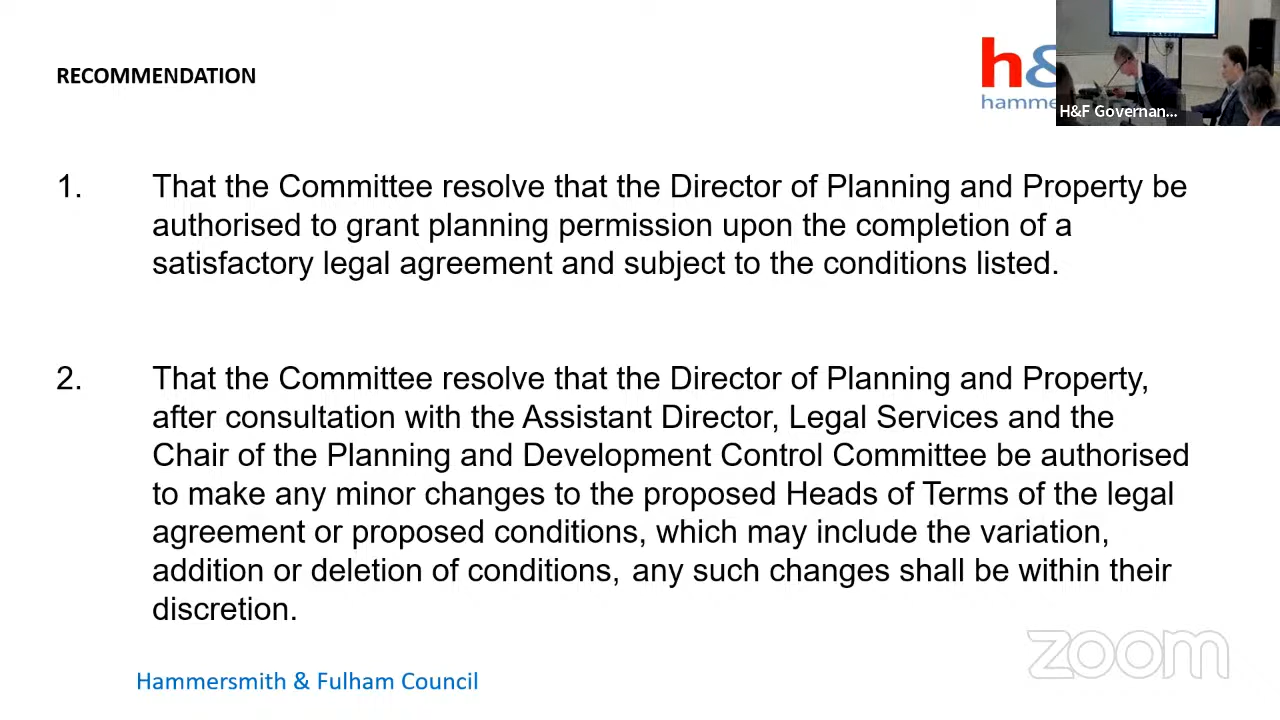 RECOMMENDATION
h&
hamme
H&F Governan...
1. That the Committee resolve that the Director of Planning and Property be
authorised to grant planning permission upon the completion of a
satisfactory legal agreement and subject to the conditions listed.
2. That the Committee resolve that the Director of Planning and Property,
after consultation with the Assistant Director, Legal Services and the
Chair of the Planning and Development Control Committee be authorised
to make any minor changes to the proposed Heads of Terms of the legal
agreement or proposed conditions, which may include the variation,
addition or deletion of conditions, any such changes shall be within their
discretion.
zoom
Hammersmith & Fulham Council